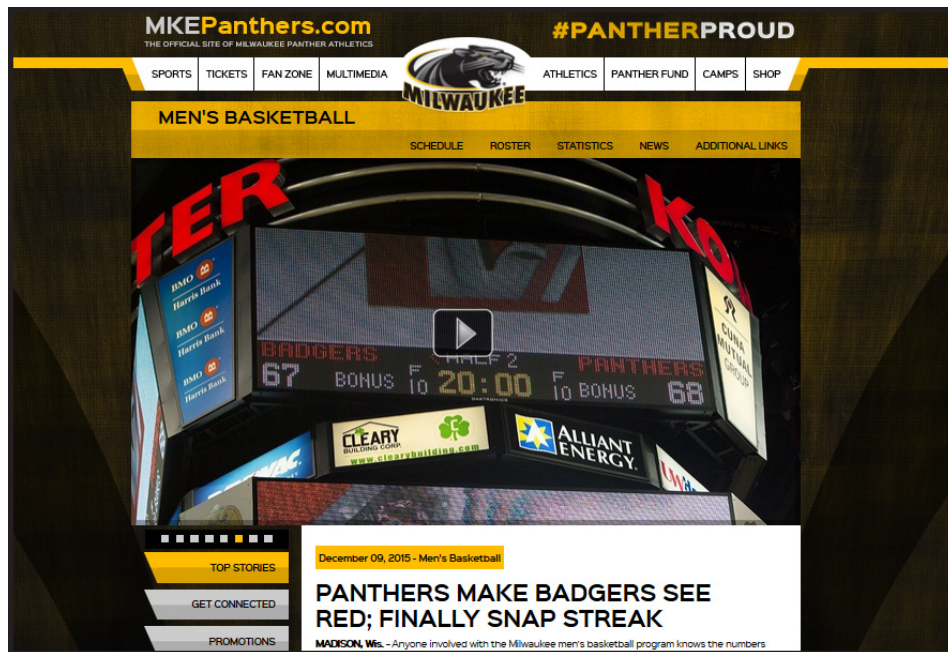 MKEPanthers.com
THE OFFICIAL SITE OF MILWAUKEE PANTHER ATHLETICS
#PANTHERPROUD
SPORTS TICKETS FAN ZONE MULTIMEDIA MILWAUKEE ATHLETICS PANTHER FUND CAMPS SHOP
MEN'S BASKETBALL
SCHEDULE ROSTER STATISTICS NEWS ADDITIONAL LINKS
TER KO
BMO
Harris Bank
BMO
Harris Bank
BMO
Harris Bank
CUNA
MUTUAL
GROUP
BADGERS HALF 2 PANTHERS
67 BONUS F 10 20:00 F 10 BONUS 68
DAKTRONICS
CLEARY
BUILDING CORP.
www.clearybuilding.com
ALLIANT
ENERGY.
December 09, 2015 - Men's Basketball
TOP STORIES
GET CONNECTED
PROMOTIONS
PANTHERS MAKE BADGERS SEE
RED; FINALLY SNAP STREAK
MADISON, Wis. – Anyone involved with the Milwaukee men's basketball program knows the numbers